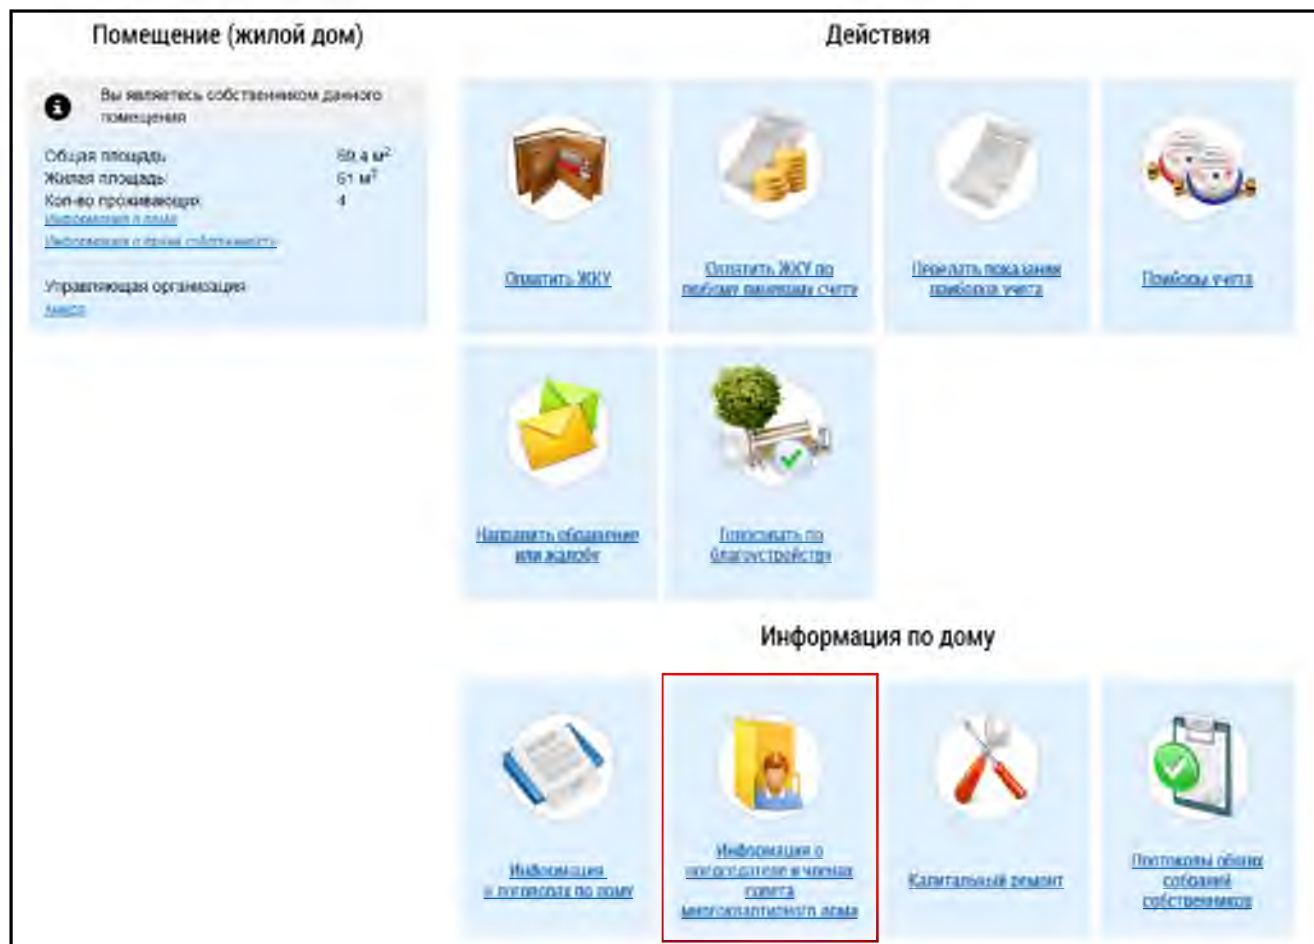 Помещение (жилой дом)
Действия
Вы являетесь собственником данного
помещения
Общая площадь:
м²
Жилая площадь:
61 м²
Кол-во проживающих:
4
Информация о доме
Информация о праве собственности
Управляющая организация
Оплатить ЖКУ
Оплатить ЖКУ по
любому лицевому счету
Передать показания
приборов учета
Приборы учета
Направить обращение
или жалобу
Голосовать по
благоустройству
Информация по дому
Информация
о договорах по дому
Информация о
председателе и членах
совета
многоквартирного дома
Капитальный ремонт
Протоколы общих
собраний
собственников